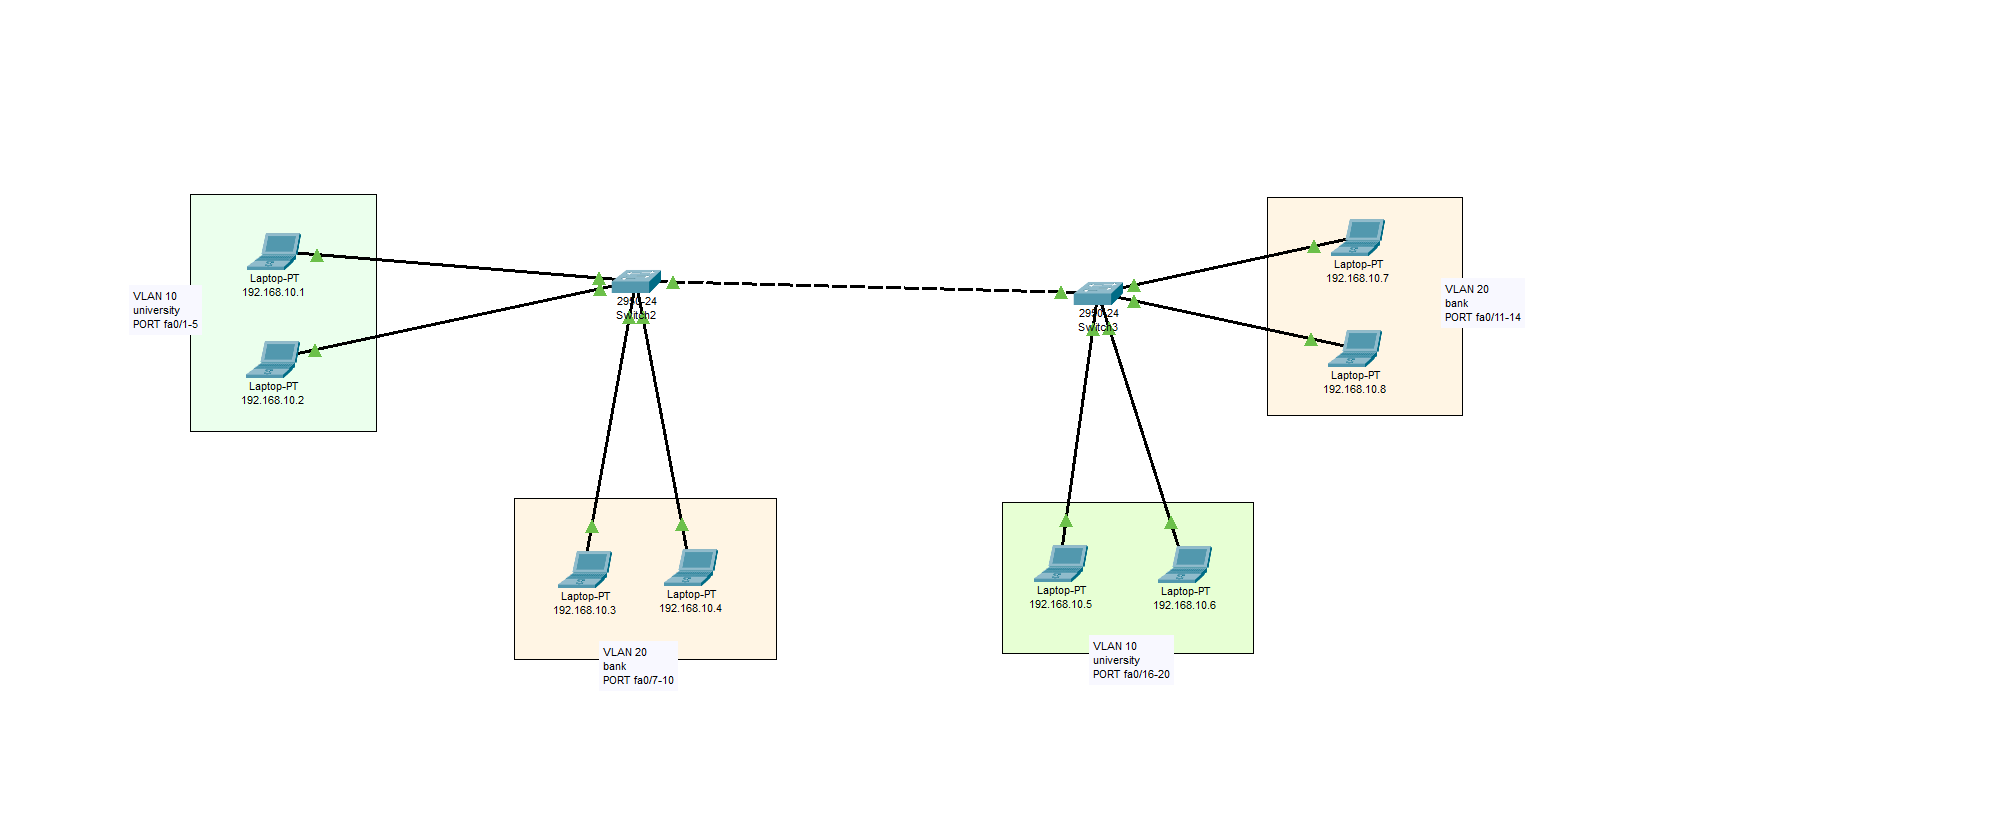 Laptop-PT
192.168.10.1
VLAN 10
university
PORT fa0/1-5
Laptop-PT
192.168.10.2
2950-24
Switch2
2950-24
Switch3
Laptop-PT
192.168.10.7
VLAN 20
bank
PORT fa0/11-14
Laptop-PT
192.168.10.8
Laptop-PT
192.168.10.3
Laptop-PT
192.168.10.4
VLAN 20
bank
PORT fa0/7-10
Laptop-PT
192.168.10.5
Laptop-PT
192.168.10.6
VLAN 10
university
PORT fa0/16-20